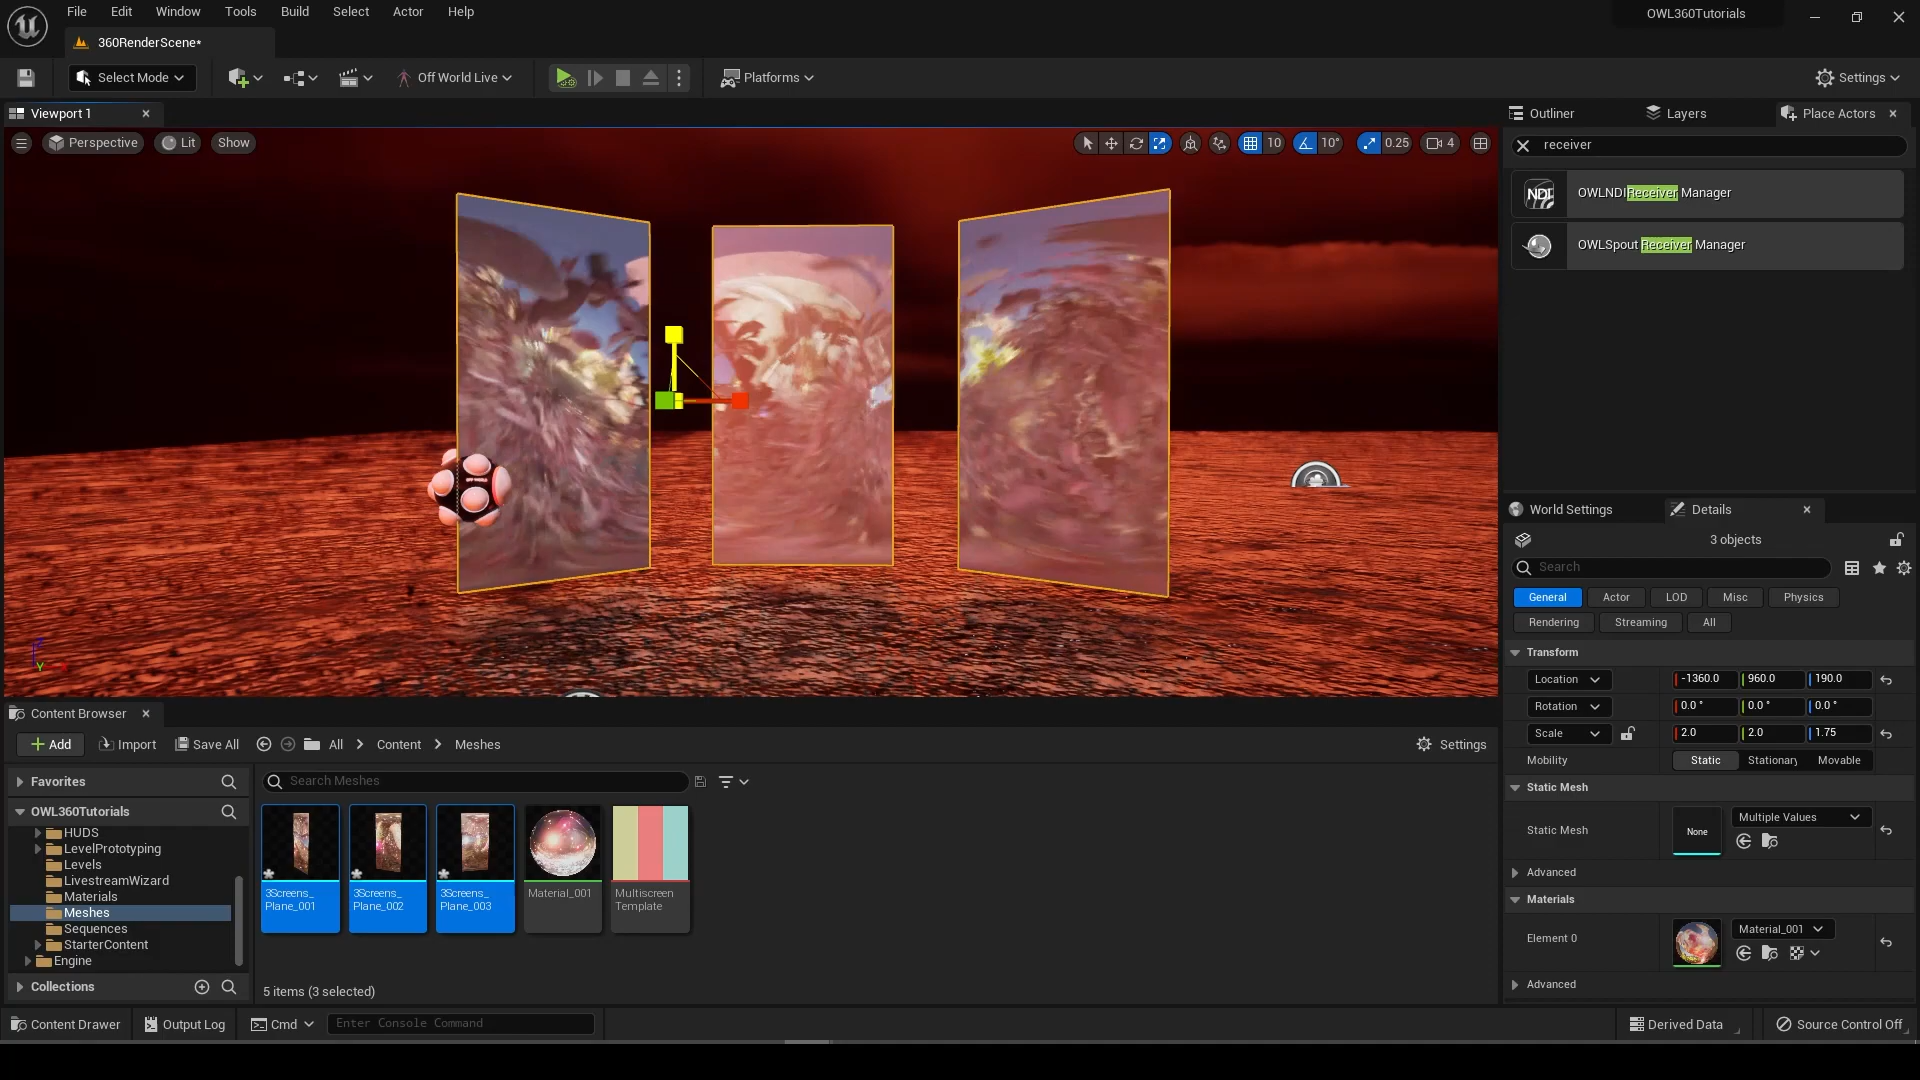 File Edit Window Tools Build Select Actor Help
OWL360Tutorials
360RenderScene*
Select Mode
Off World Live
Platforms
Settings
Viewport 1
Perspective
Lit
Show
10
10°
0.25
4
Outliner
Layers
Place Actors
receiver
OWLNDIReceiver Manager
OWLSpout Receiver Manager
World Settings
Details
3 objects
Search
General
Actor
LOD
Misc
Physics
Rendering
Streaming
All
Transform
Location
-1360.0
960.0
190.0
Rotation
0.0 °
0.0 °
0.0 °
Scale
2.0
2.0
1.75
Mobility
Static
Stationary
Movable
Static Mesh
Static Mesh
None
Multiple Values
Advanced
Materials
Element 0
Material_001
Advanced
Content Browser
Add
Import
Save All
All
Content
Meshes
Settings
Favorites
OWL360Tutorials
HUDS
LevelPrototyping
Levels
LivestreamWizard
Materials
Meshes
Sequences
StarterContent
Engine
Collections
Search Meshes
3Screens_
Plane_001
3Screens_
Plane_002
3Screens_
Plane_003
Material_001
Multiscreen
Template
5 items (3 selected)
Content Drawer
Output Log
Cmd
Enter Console Command
Derived Data
Source Control Off